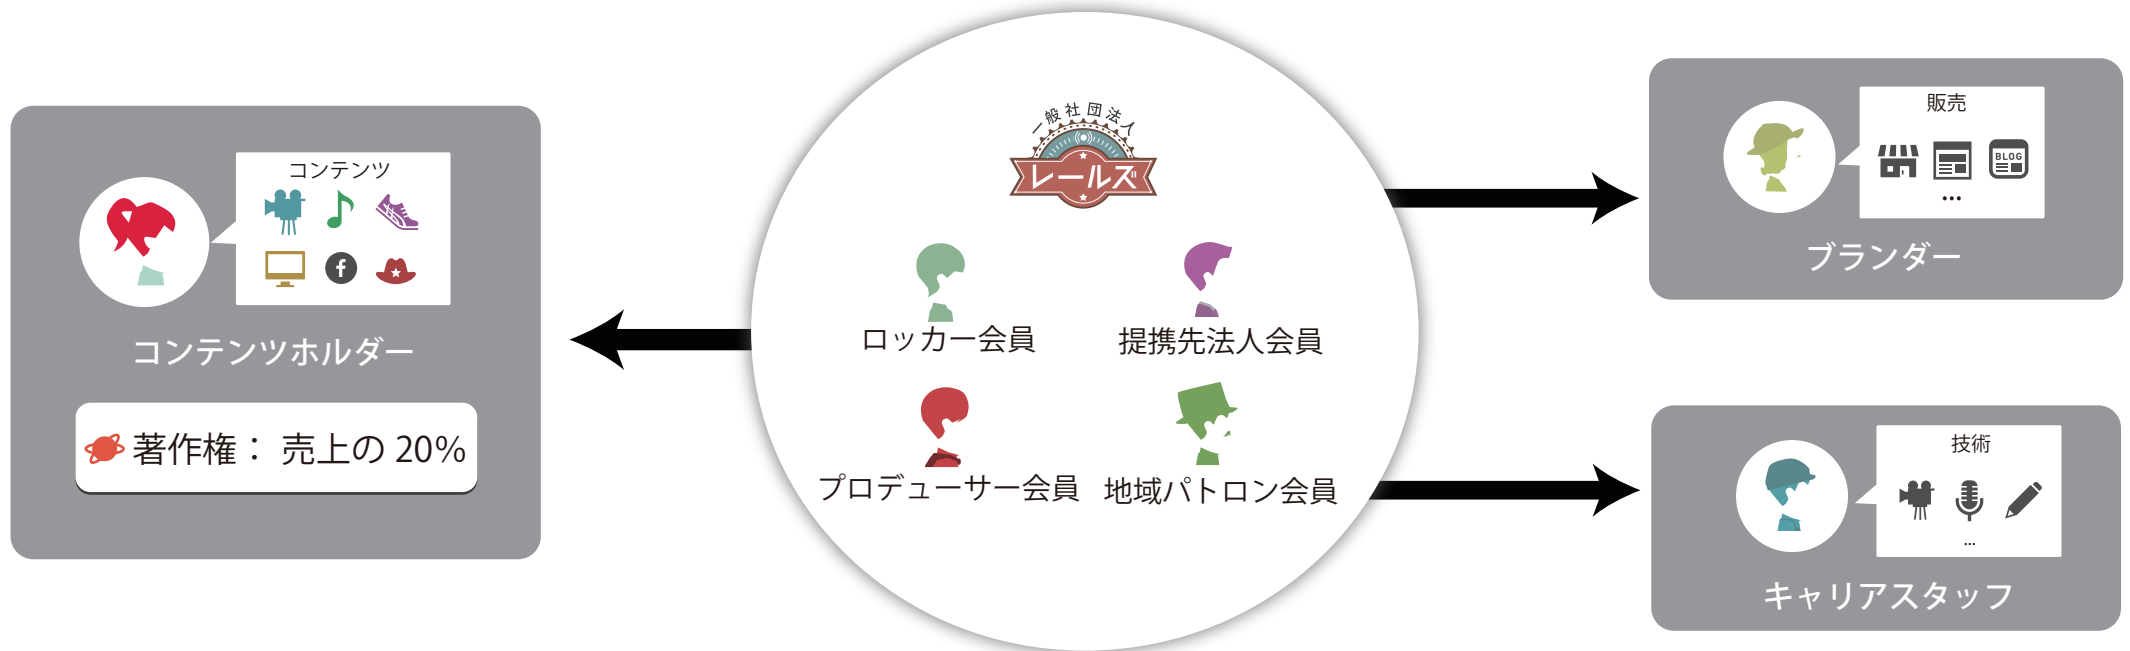 コンテンツ
コンテンツホルダー
著作権： 売上の 20%
一般社団法人
レールズ
ロッカー会員
提携先法人会員
プロデューサー会員
地域パトロン会員
販売
BLOG
...
ブランダー
技術
...
キャリアスタッフ